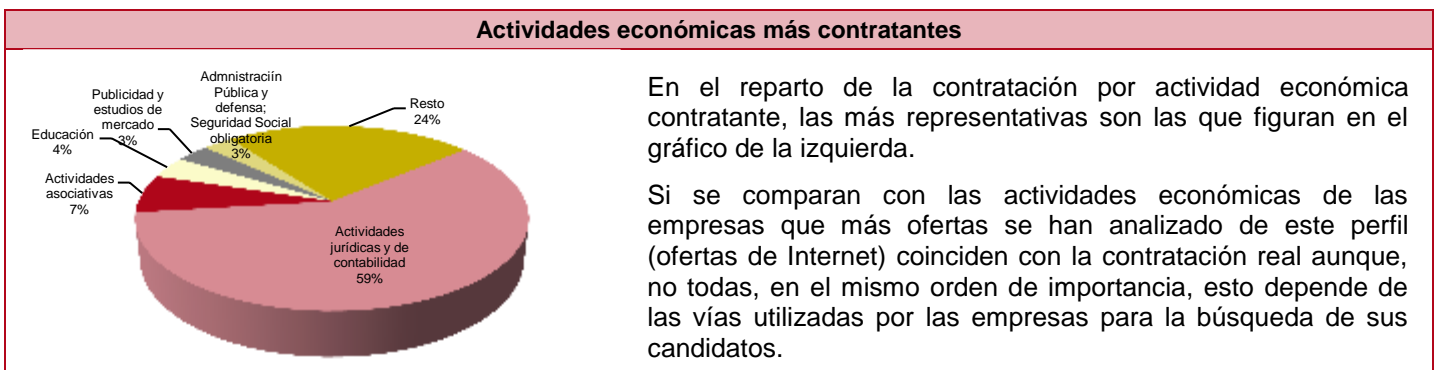 Actividades económicas más contratantes
Admnistraciín
Pública y
defensa;
Seguridad Social
obligatoria
3%
Publicidad y
estudios de
mercado
3%
Educación
4%
Actividades
asociativas
7%
Resto
24%
Actividades
jurídicas y de
contabilidad
59%
En el reparto de la contratación por actividad económica
contratante, las más representativas son las que figuran en el
gráfico de la izquierda.
Si se comparan con las actividades económicas de las
empresas que más ofertas se han analizado de este perfil
(ofertas de Internet) coinciden con la contratación real aunque,
no todas, en el mismo orden de importancia, esto depende de
las vías utilizadas por las empresas para la búsqueda de sus
candidatos.